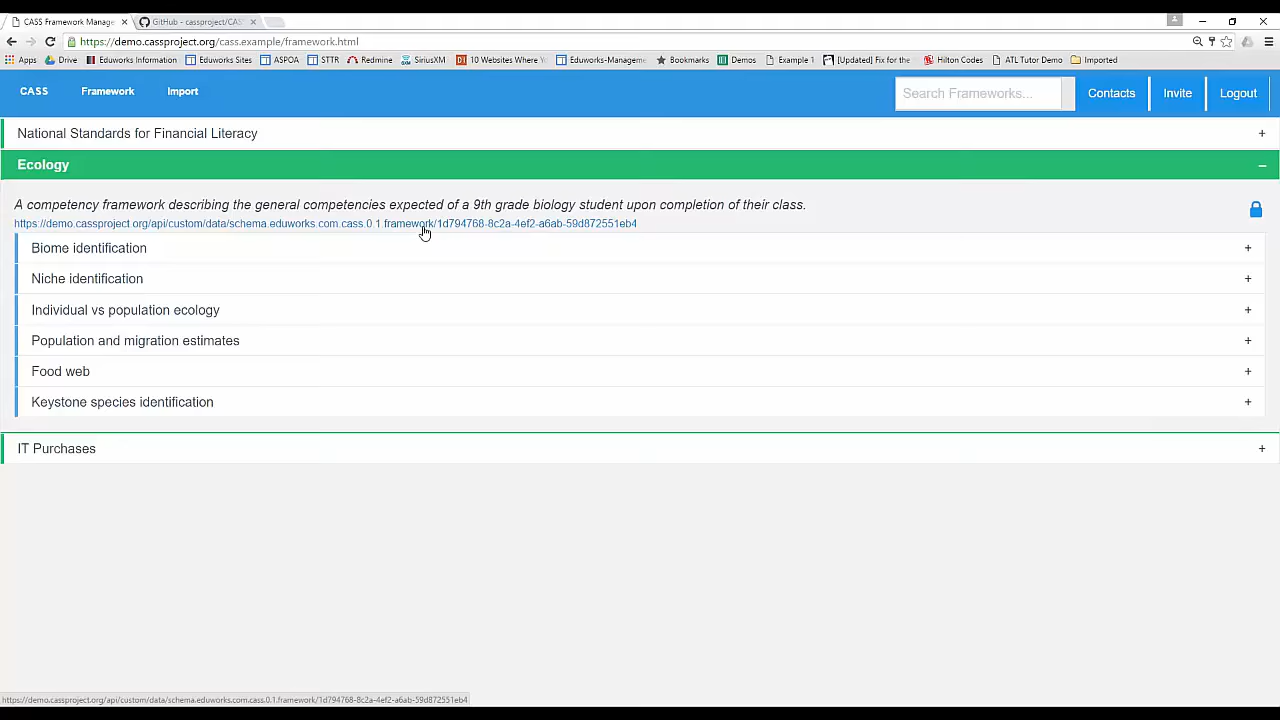 CASS Framework Manag
GitHub - cassproject/CAS
https://demo.cassproject.org/cass.example/framework.html
Apps Drive Eduworks Information Eduworks Sites ASPOA STTR Redmine SiriusXM 10 Websites Where Y Eduworks-Manageme Bookmarks Demos Example 1 [Updated] Fix for the Hilton Codes ATL Tutor Demo Imported
CASS Framework Import Search Frameworks... Contacts Invite Logout
National Standards for Financial Literacy +
Ecology –
A competency framework describing the general competencies expected of a 9th grade biology student upon completion of their class.
https://demo.cassproject.org/api/custom/data/schema.eduworks.com.cass.0.1.framework/1d794768-8c2a-4ef2-a6ab-59d872551eb4
Biome identification +
Niche identification +
Individual vs population ecology +
Population and migration estimates +
Food web +
Keystone species identification +
IT Purchases +
https://demo.cassproject.org/api/custom/data/schema.eduworks.com.cass.0.1.framework/1d794768-8c2a-4ef2-a6ab-59d872551eb4